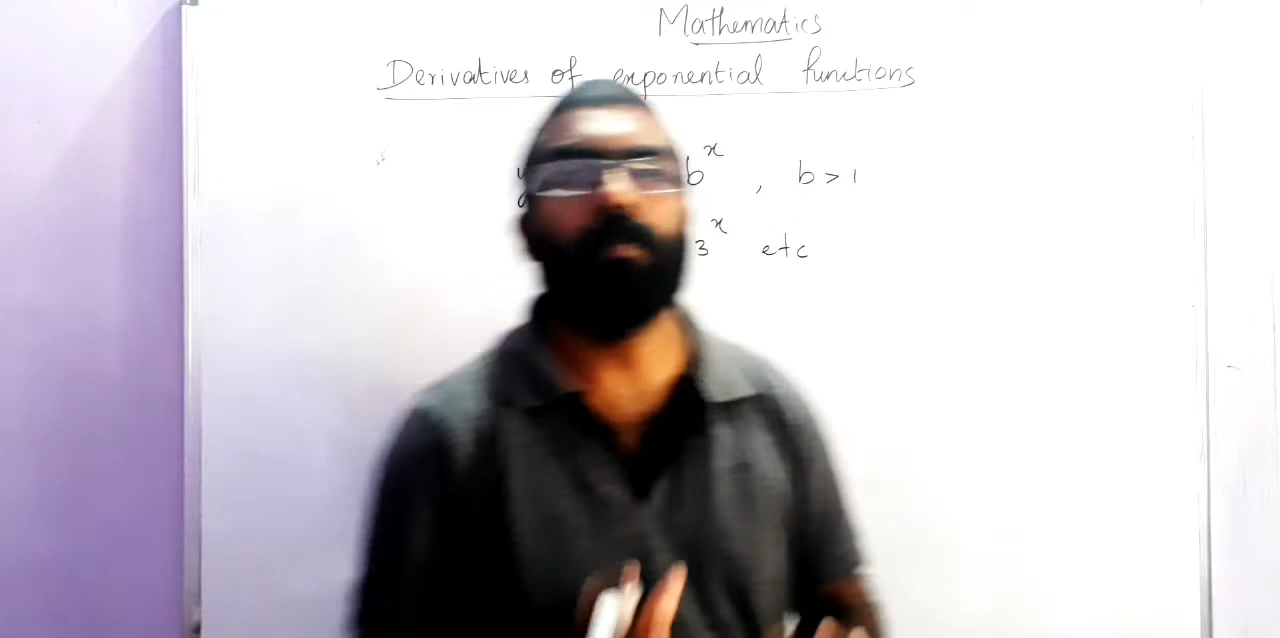 Mathematics
Derivatives of exponential functions
y b^x , b > 1
3^x etc